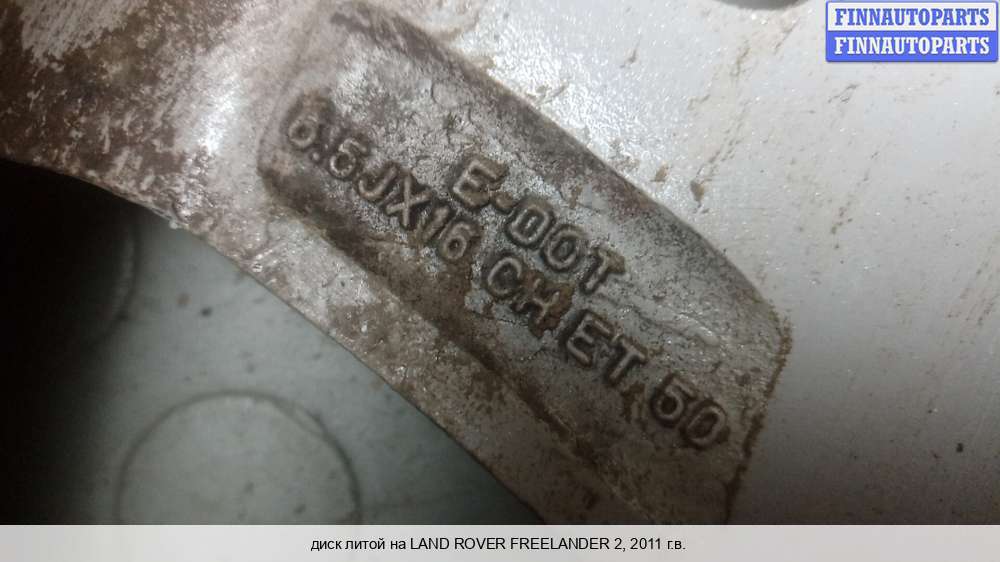 FINNAUTOPARTS
FINNAUTOPARTS
E-DOT
6.5JX16 CH ET 50
диск литой на LAND ROVER FREELANDER 2, 2011 г.в.